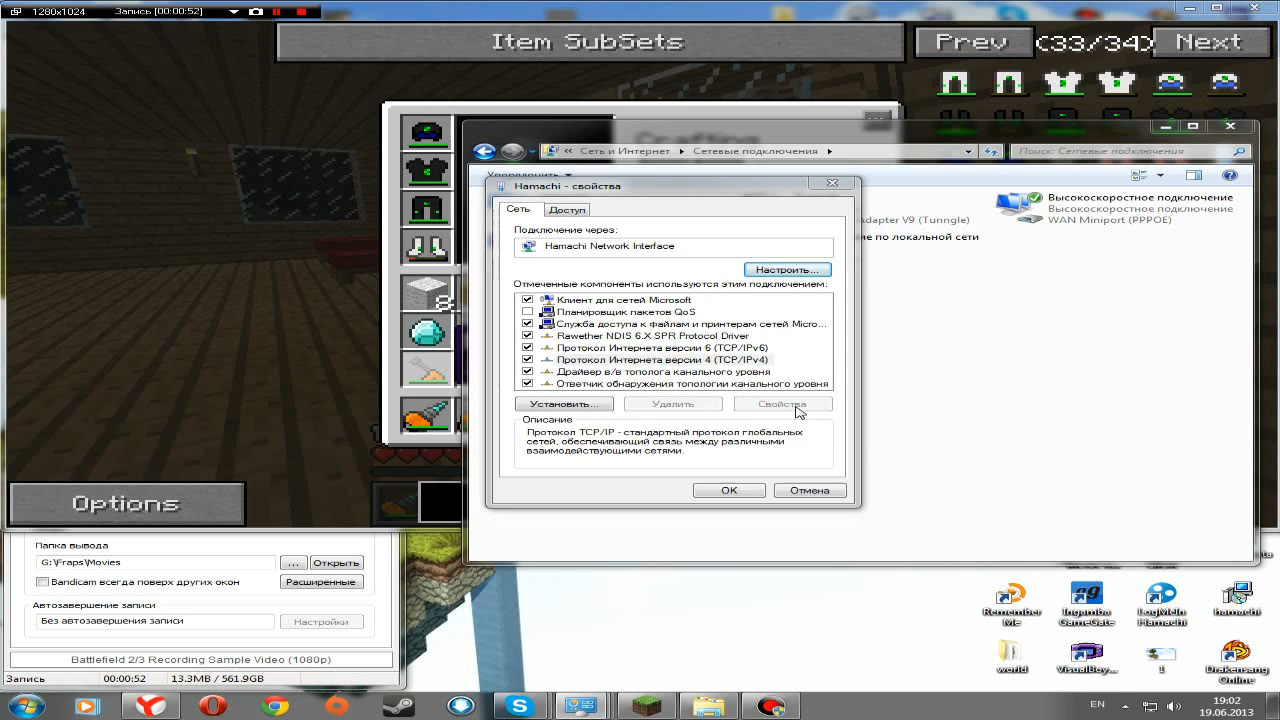 1280x1024 Запись [00:00:52]
Item SubSets
Prev (33/34) Next
Сеть и Интернет Сетевые подключения
Поиск: Сетевые подключения
Упорядочить
Hamachi - свойства
Сеть Доступ
Подключение через:
Hamachi Network Interface
Настроить...
Отмеченные компоненты используются этим подключением:
Клиент для сетей Microsoft
Планировщик пакетов QoS
Служба доступа к файлам и принтерам сетей Micro...
Rawether NDIS 6.X SPR Protocol Driver
Протокол Интернета версии 6 (TCP/IPv6)
Протокол Интернета версии 4 (TCP/IPv4)
Драйвер в/в тополога канального уровня
Ответчик обнаружения топологии канального уровня
Установить... Удалить Свойства
Описание
Протокол TCP/IP - стандартный протокол глобальных
сетей, обеспечивающий связь между различными
взаимодействующими сетями.
OK Отмена
Adapter V9 (Tunngle)
ие по локальной сети
Высокоскоростное подключение
Высокоскоростное подключение
WAN Miniport (PPPOE)
8
Options
Папка вывода
G:\Fraps\Movies ... Открыть
Bandicam всегда поверх других окон Расширенные
Автозавершение записи
Без автозавершения записи Настройки
Battlefield 2/3 Recording Sample Video (1080p)
Запись 00:00:52 13.3MB / 561.9GB
Remember Me
Ingamba GameGate
LogMeIn Hamachi
hamachi
world
VisualBoy...
1
Drakensang Online
EN
19:02
19.06.2013